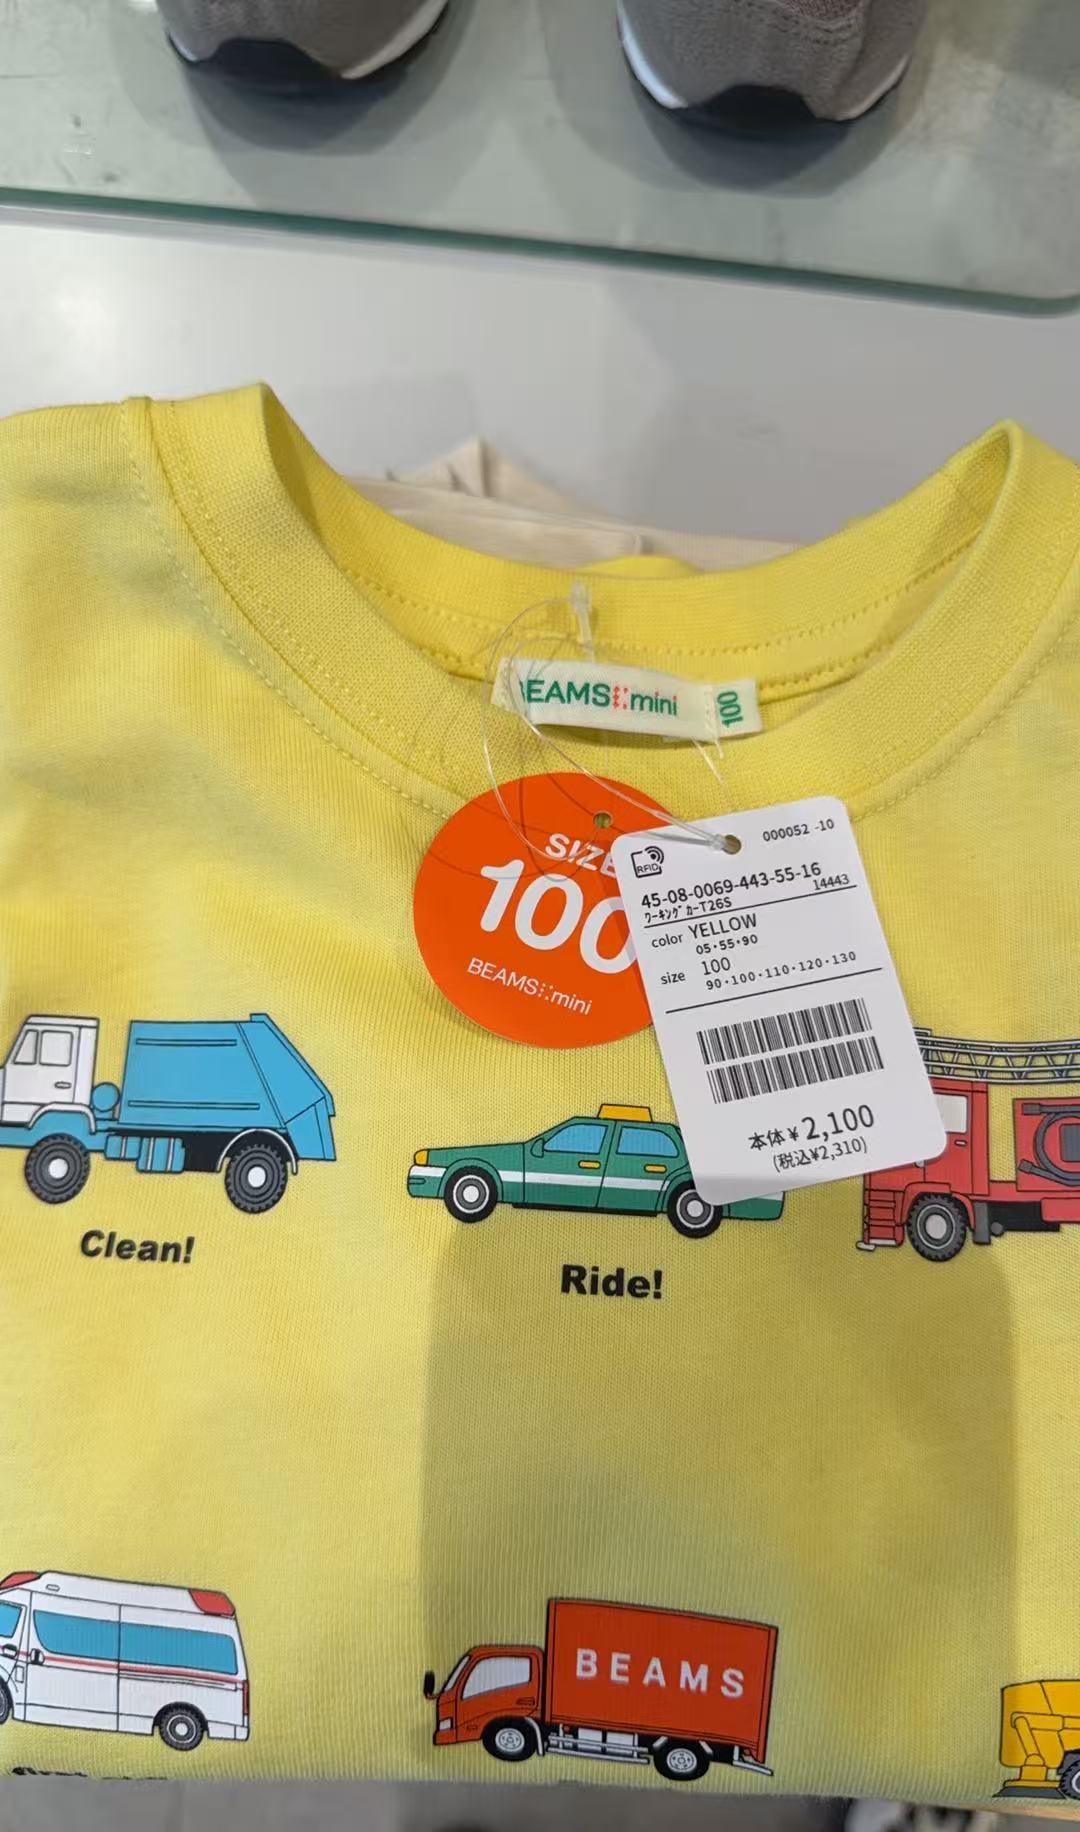 BEAMS mini
100
SIZE
100
BEAMS mini
RFID
000052 -10
45-08-0069-443-55-16
ワーキングカーT26S 14443
color YELLOW
05·55·90
size 100
90·100·110·120·130
本体¥2,100
(税込¥2,310)
Clean!
Ride!
BEAMS